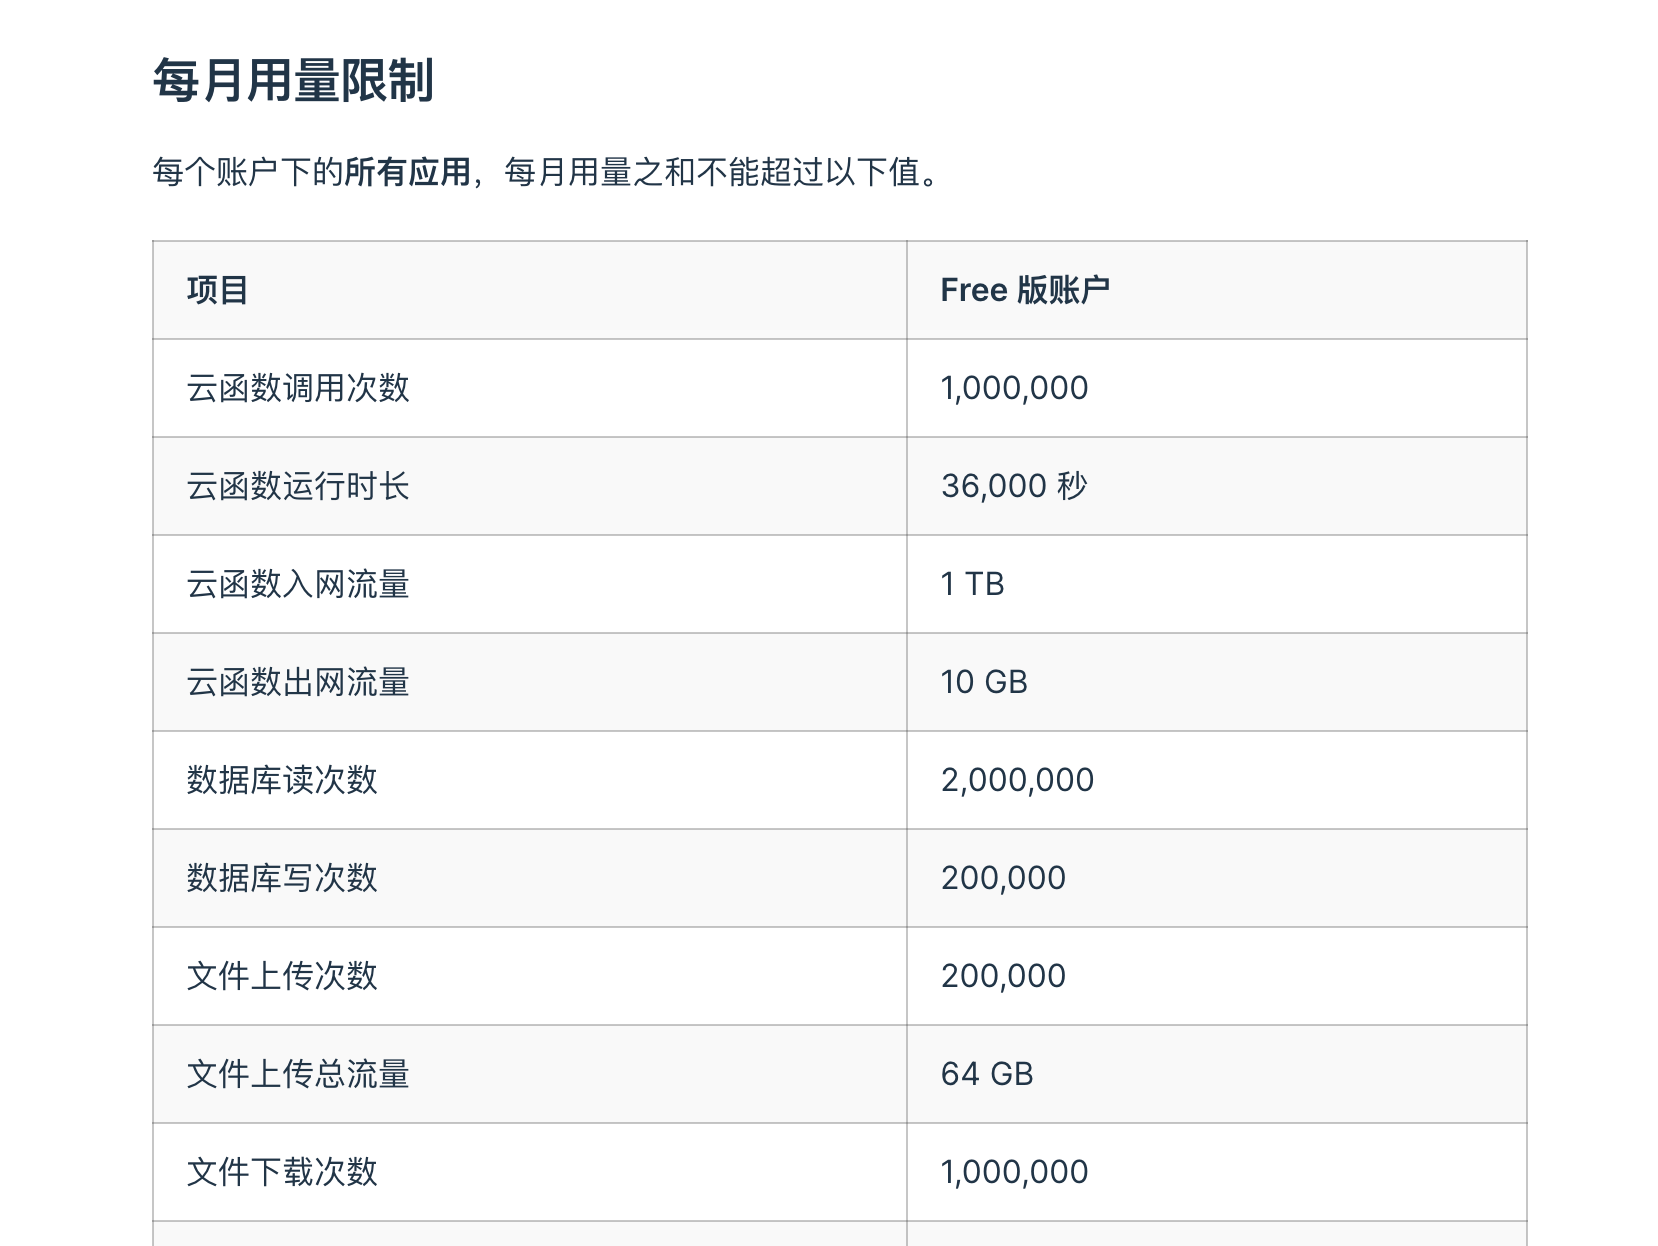 每月用量限制
每个账户下的所有应用，每月用量之和不能超过以下值。
项目 Free 版账户
云函数调用次数 1,000,000
云函数运行时长 36,000 秒
云函数入网流量 1 TB
云函数出网流量 10 GB
数据库读次数 2,000,000
数据库写次数 200,000
文件上传次数 200,000
文件上传总流量 64 GB
文件下载次数 1,000,000